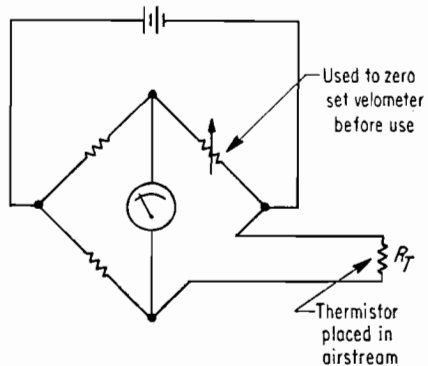 Used to zero
set velometer
before use
R_T
Thermistor
placed in
airstream